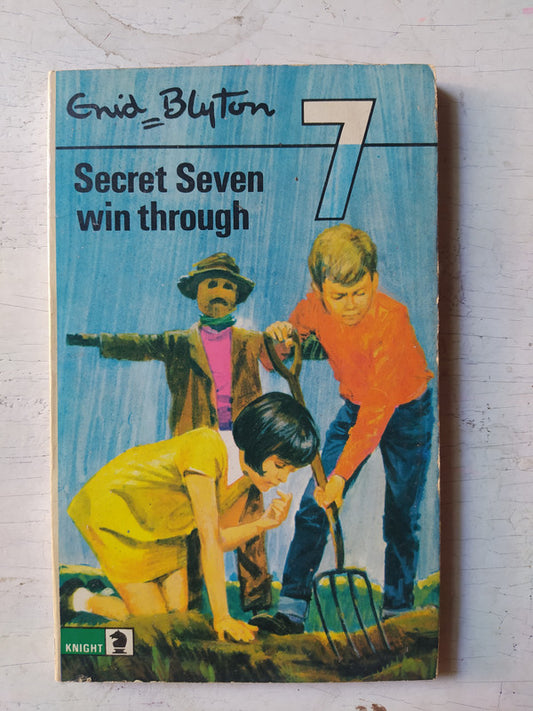 Enid Blyton
7
Secret Seven
win through
KNIGHT